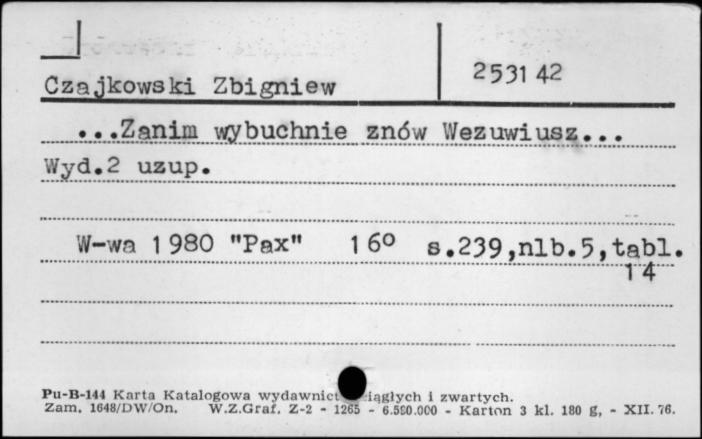 253142
Czajkowski Zbigniew
...Zanim wybuchnie znów Wezuwiusz...
Wyd.2 uzup.
W-wa 1980 "Pax" 16° s.239,nlb.5,tabl.
14
Pu-B-144 Karta Katalogowa wydawnict iągłych i zwartych.
Zam. 1648/DW/On. W.Z.Graf. Z-2 - 1265 - 6.500.000 - Karton 3 kl. 180 g, - XII. 76.